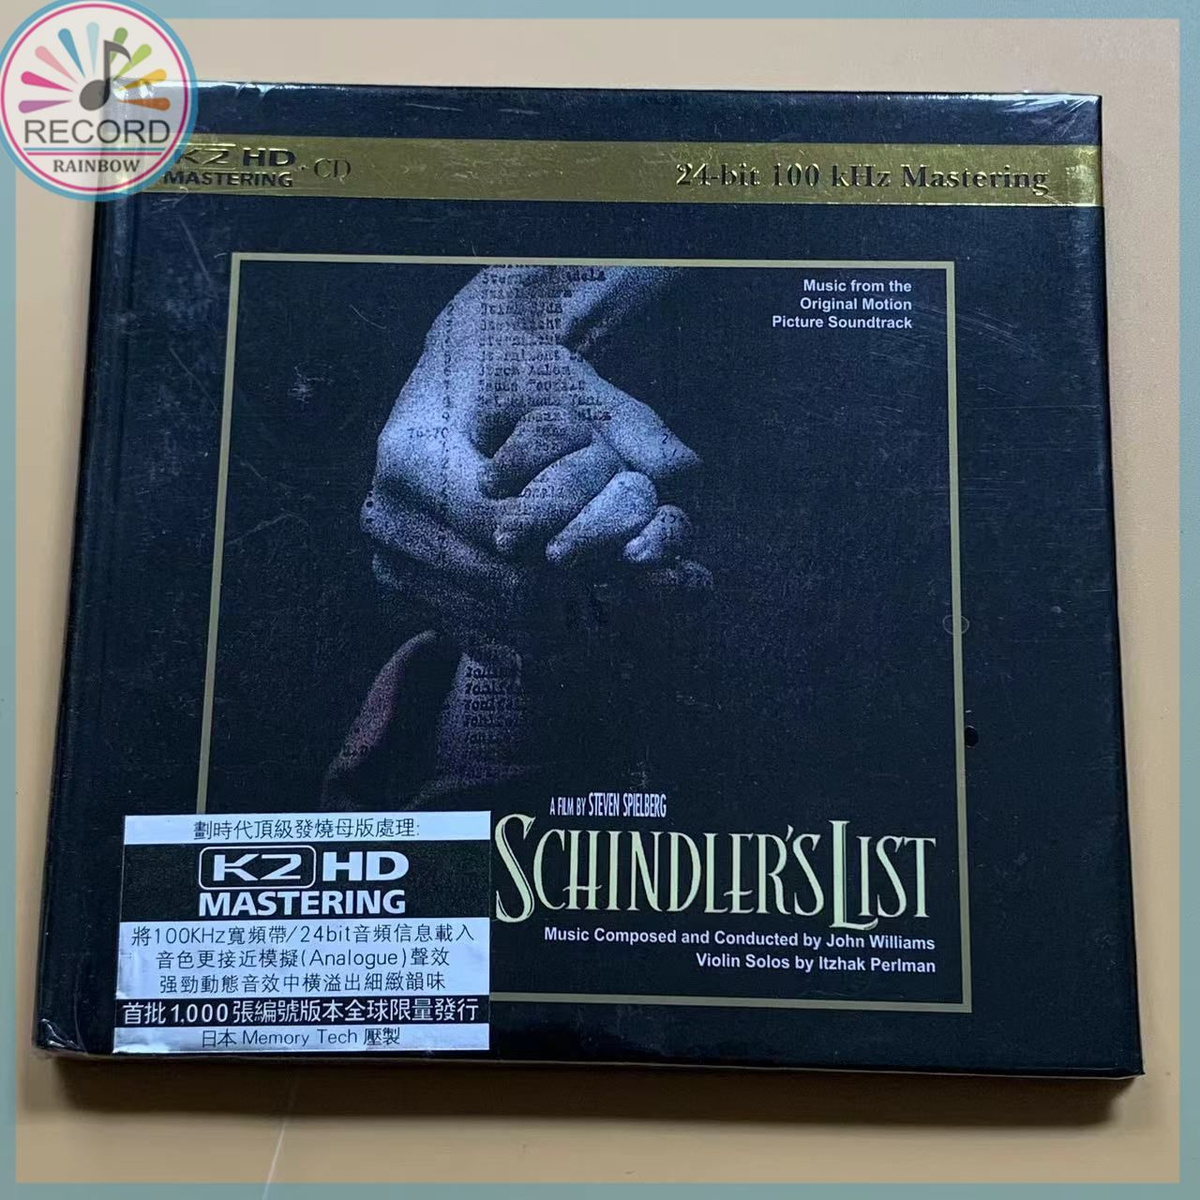 RECORD
RAINBOW
K2 HD
MASTERING · CD
24-bit 100 kHz Mastering
Music from the
Original Motion
Picture Soundtrack
A FILM BY STEVEN SPIELBERG
SCHINDLER'S LIST
Music Composed and Conducted by John Williams
Violin Solos by Itzhak Perlman
劃時代頂級發燒母版處理:
K2 HD
MASTERING
將100KHz寬頻帶/24bit音頻信息載入
音色更接近模擬(Analogue)聲效
强勁動態音效中橫溢出細緻韻味
首批1,000張編號版本全球限量發行
日本 Memory Tech 壓製